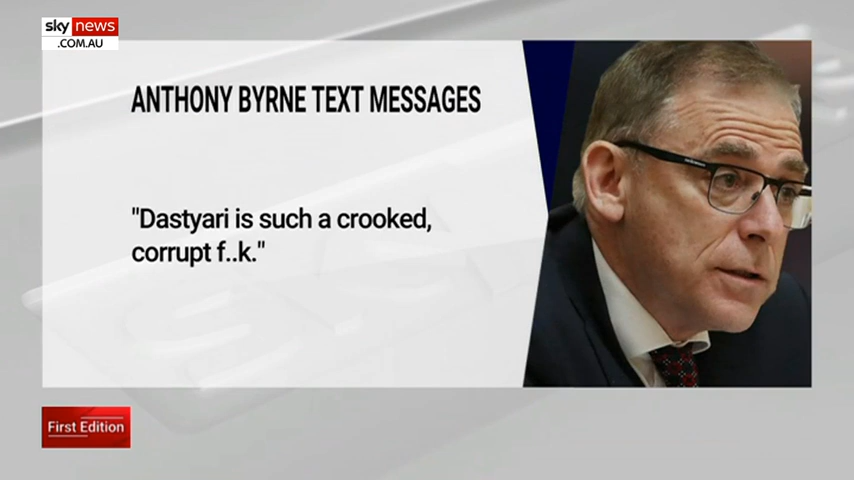 sky news
.COM.AU
ANTHONY BYRNE TEXT MESSAGES
"Dastyari is such a crooked,
corrupt f..k."
First Edition